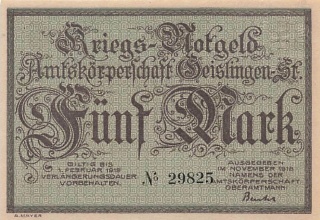 Kriegs-Notgeld
Amtskörperschaft Geislingen-St.
Fünf Mark
GILTIG BIS
1. FEBRUAR 1919
VERLÄNGERUNGSDAUER
VORBEHALTEN.
No 29825
AUSGEGEBEN
IM NOVEMBER 1918
NAMENS DER
AMTSKÖRPERSCHAFT
OBERAMTMANN: